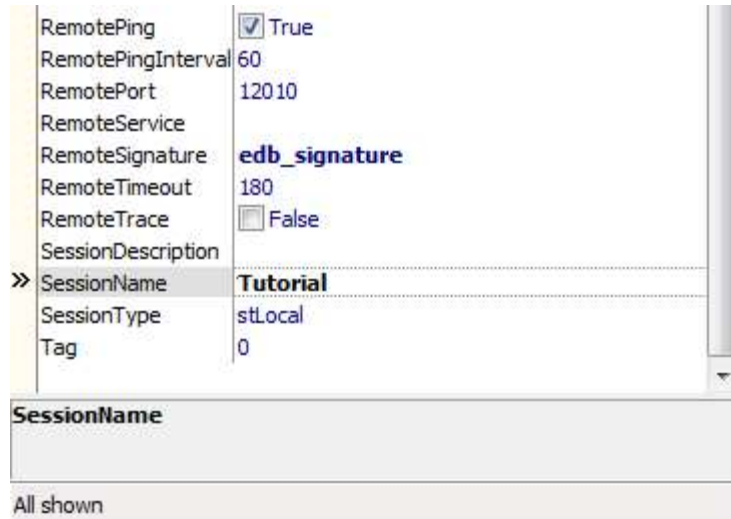 RemotePing True
RemotePingInterval 60
RemotePort 12010
RemoteService
RemoteSignature edb_signature
RemoteTimeout 180
RemoteTrace False
SessionDescription
» SessionName Tutorial
SessionType stLocal
Tag 0
SessionName
All shown